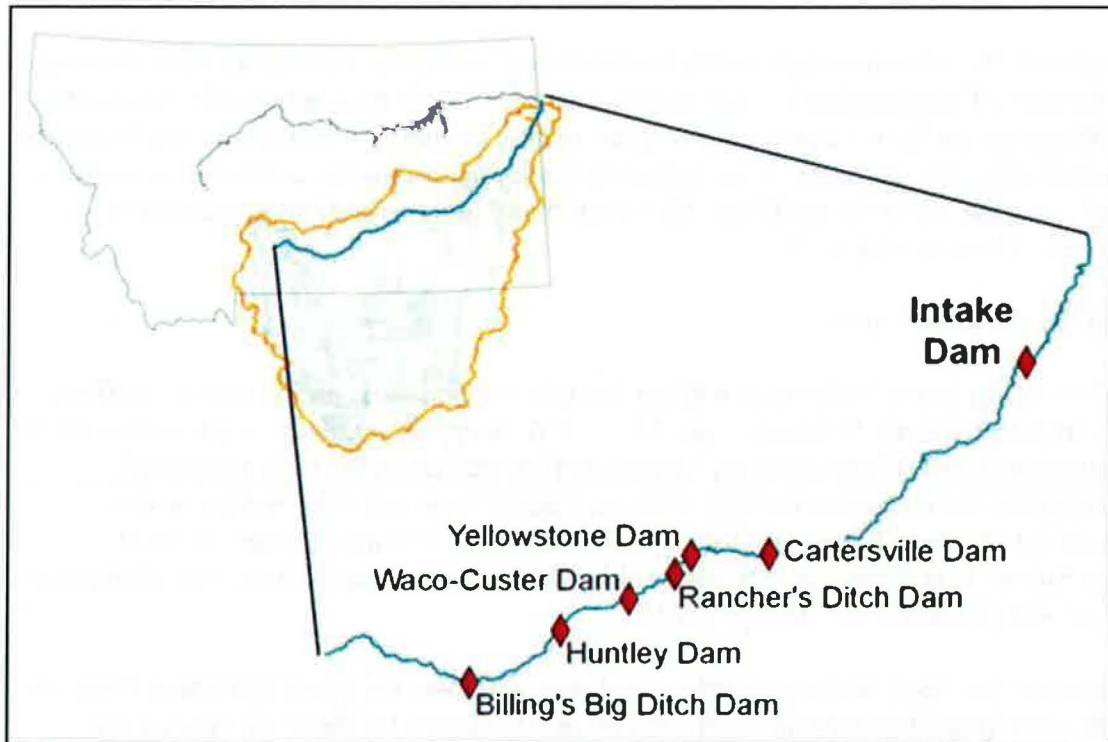 Intake
Dam
Yellowstone Dam
Cartersville Dam
Waco-Custer Dam
Rancher's Ditch Dam
Huntley Dam
Billing's Big Ditch Dam